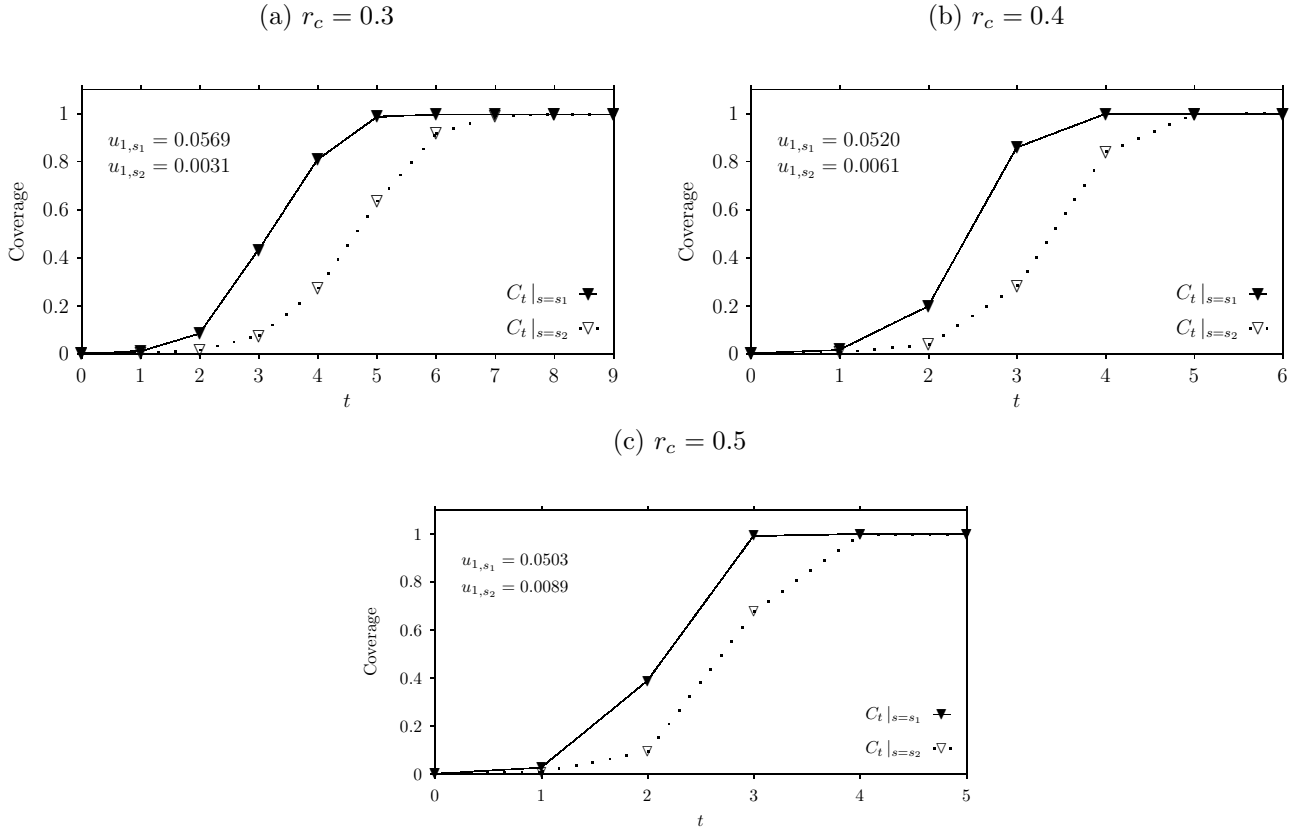 (a) r_c = 0.3
1
0.8
0.6
0.4
0.2
0
Coverage
u_{1,s_1} = 0.0569
u_{1,s_2} = 0.0031
C_t|_{s=s_1}
C_t|_{s=s_2}
0 1 2 3 4 5 6 7 8 9
t
(b) r_c = 0.4
1
0.8
0.6
0.4
0.2
0
Coverage
u_{1,s_1} = 0.0520
u_{1,s_2} = 0.0061
C_t|_{s=s_1}
C_t|_{s=s_2}
0 1 2 3 4 5 6
t
(c) r_c = 0.5
1
0.8
0.6
0.4
0.2
0
Coverage
u_{1,s_1} = 0.0503
u_{1,s_2} = 0.0089
C_t|_{s=s_1}
C_t|_{s=s_2}
0 1 2 3 4 5
t